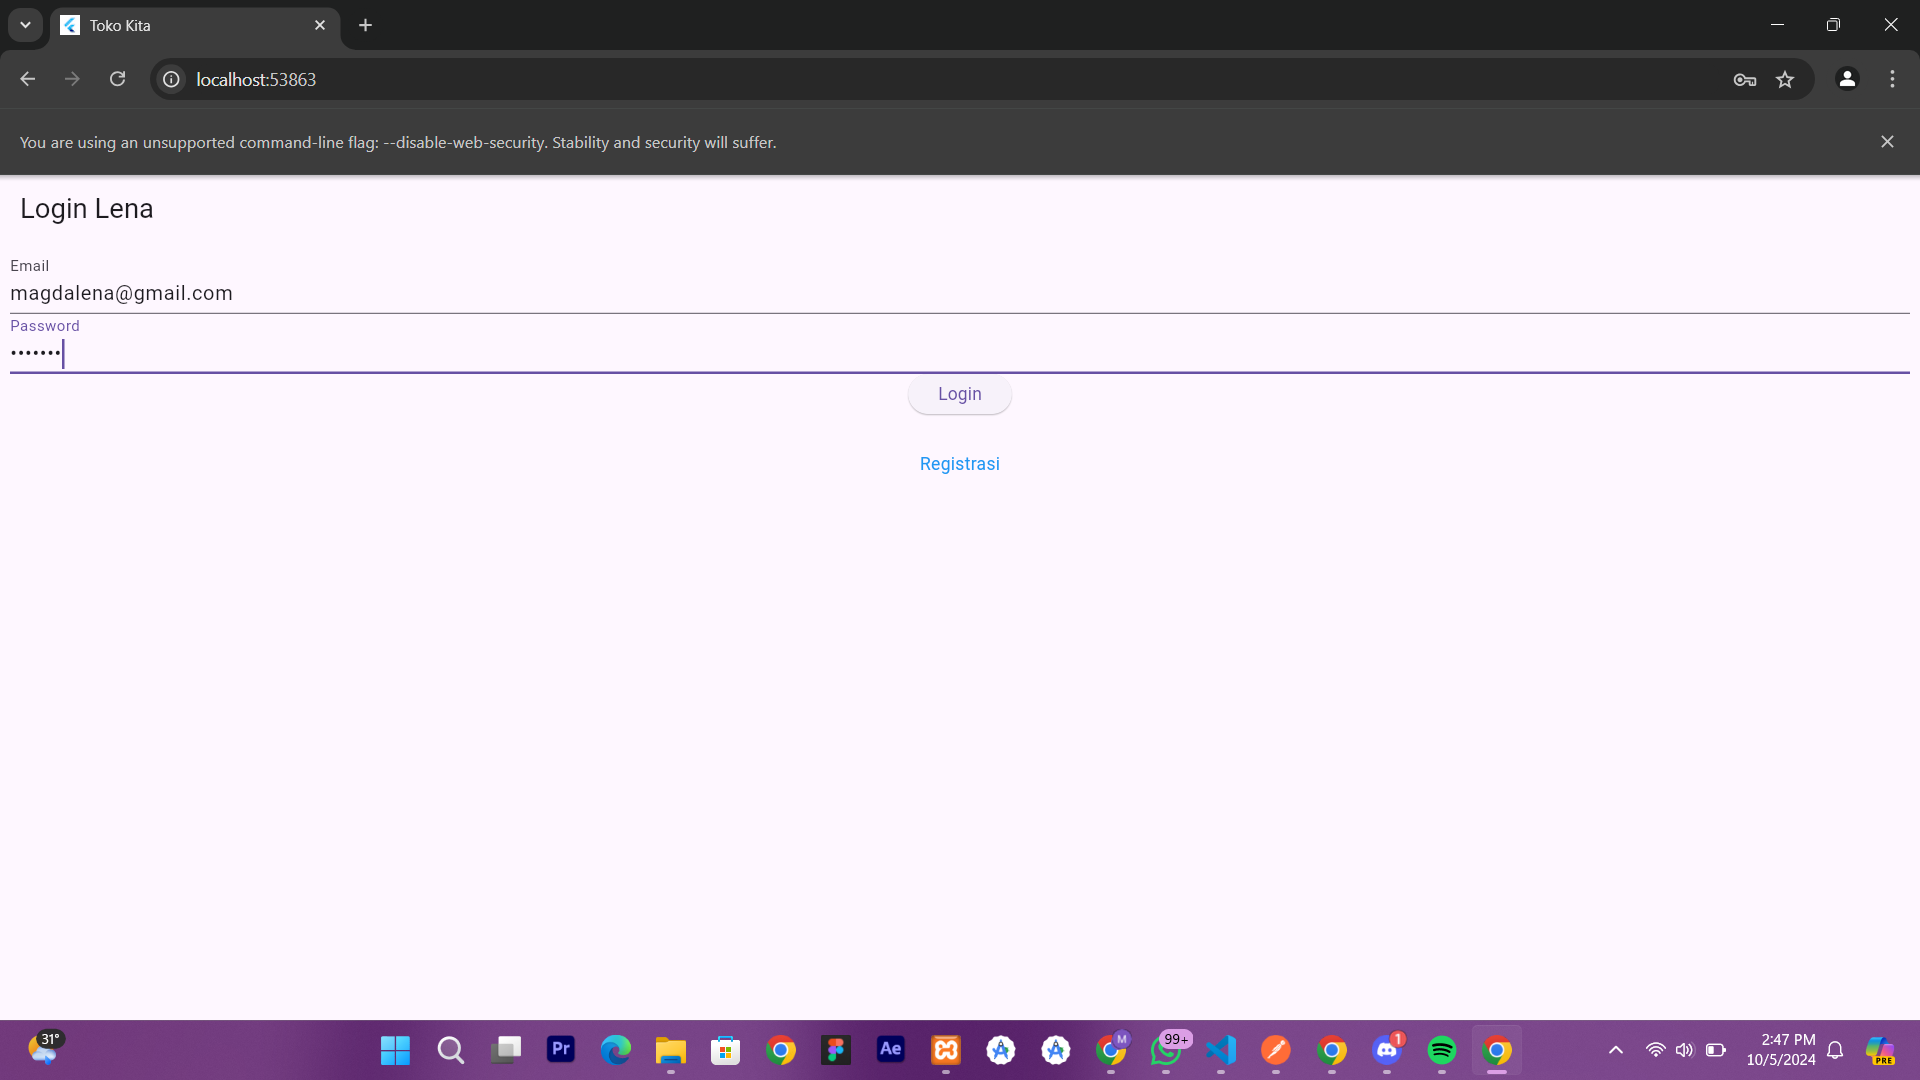 Toko Kita
localhost:53863
You are using an unsupported command-line flag: --disable-web-security. Stability and security will suffer.
Login Lena
Email
magdalena@gmail.com
Password
•••••••
Login
Registrasi
31°
Pr
Ae
M
99+
1
2:47 PM
10/5/2024
PRE